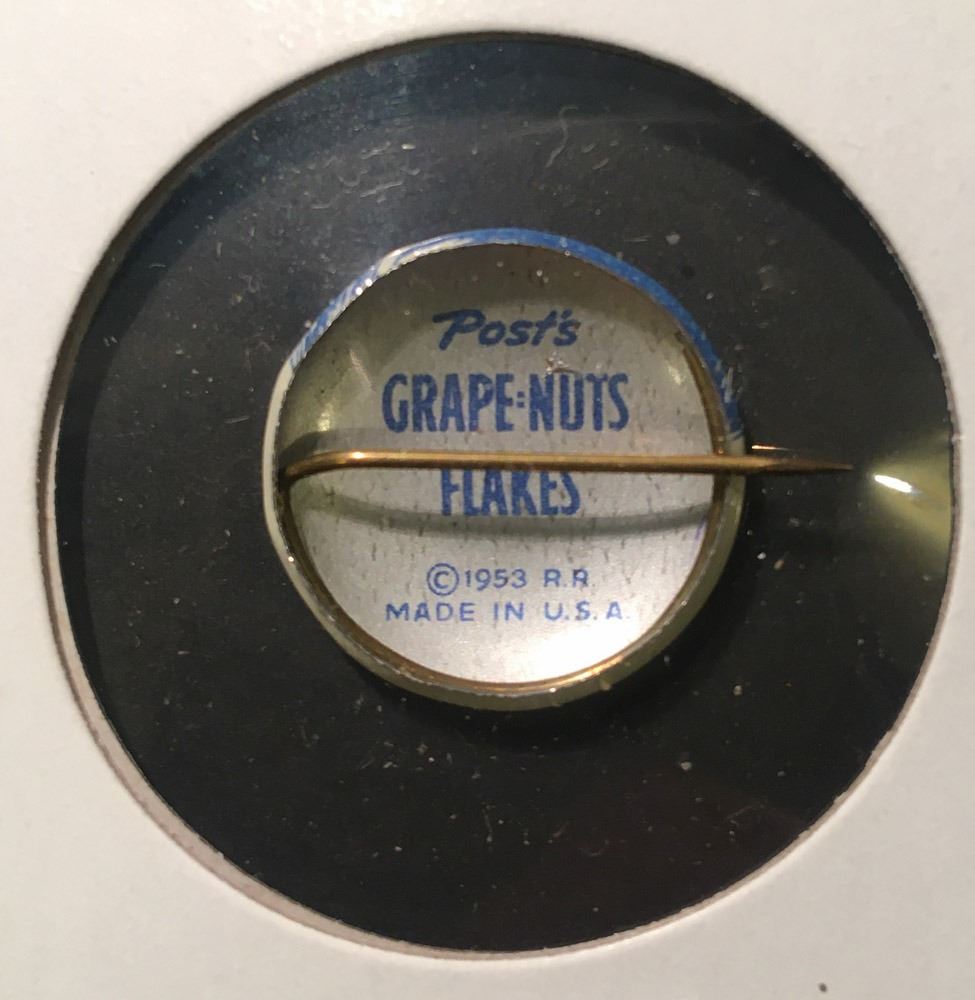 Post's
GRAPE=NUTS
FLAKES
©1953 R.R.
MADE IN U.S.A.